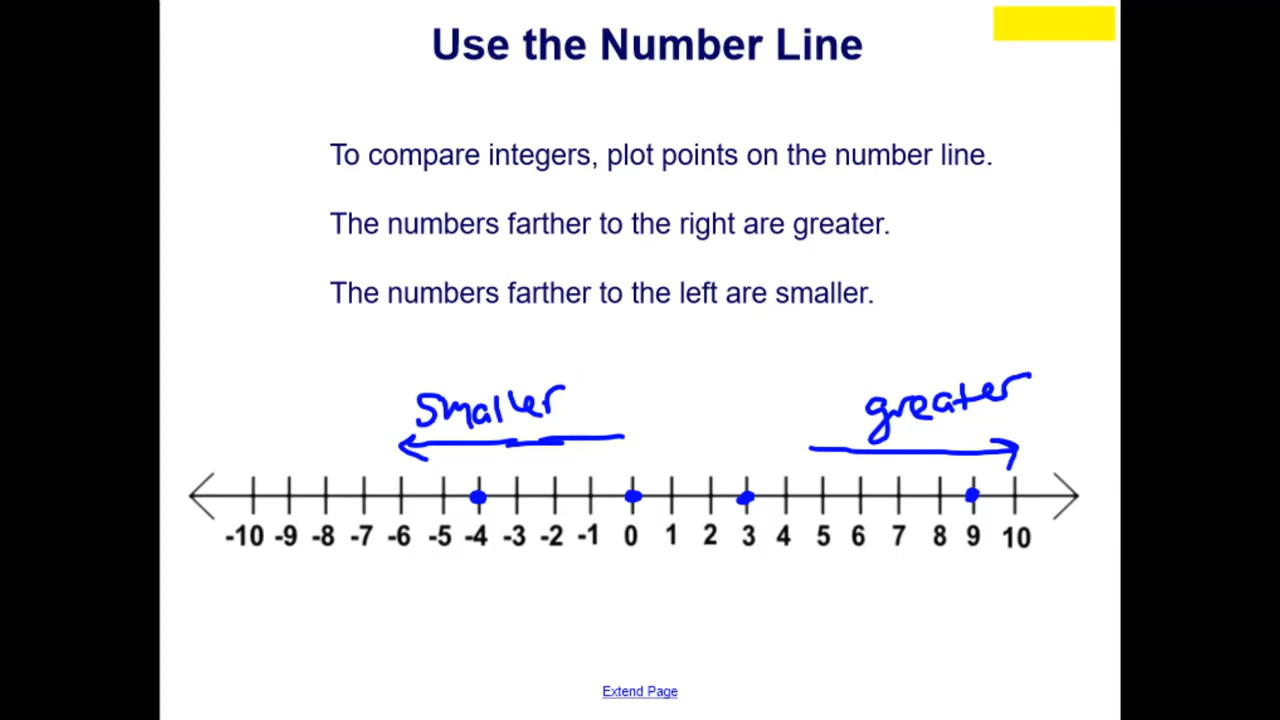 Use the Number Line
To compare integers, plot points on the number line.
The numbers farther to the right are greater.
The numbers farther to the left are smaller.
smaller
greater
-10 -9 -8 -7 -6 -5 -4 -3 -2 -1 0 1 2 3 4 5 6 7 8 9 10
Extend Page